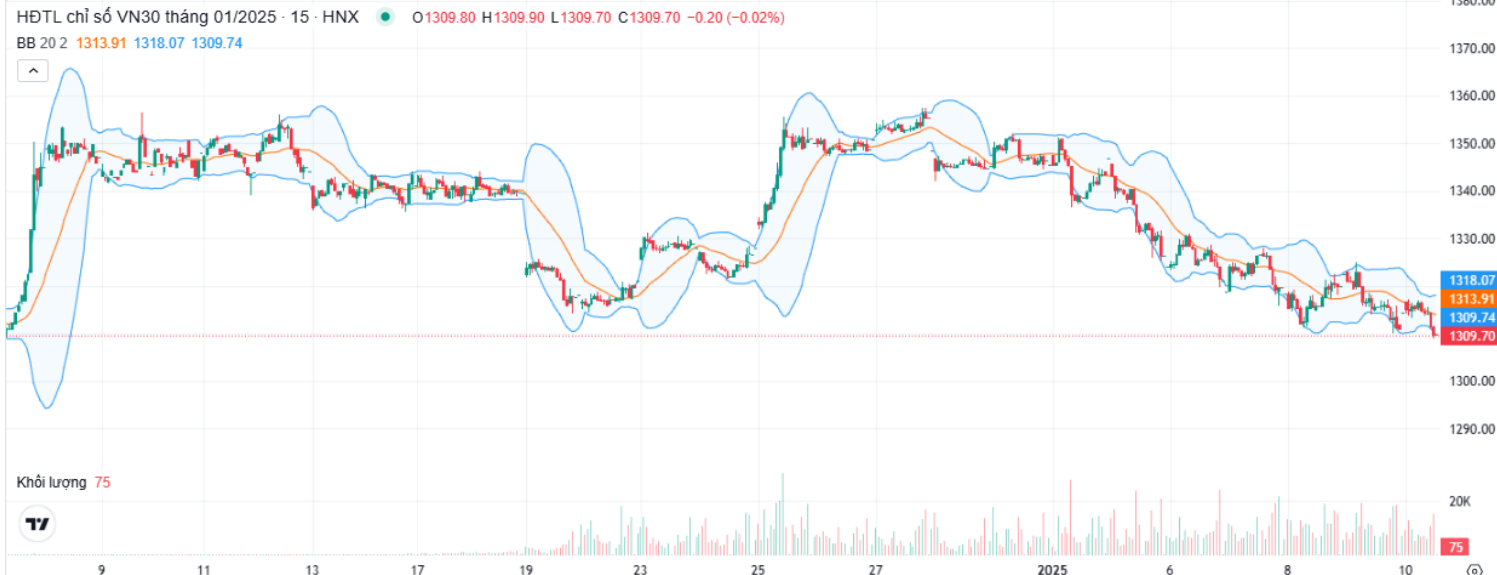 HĐTL chỉ số VN30 tháng 01/2025 · 15 · HNX O1309.80 H1309.90 L1309.70 C1309.70 −0.20 (−0.02%)
BB 20 2 1313.91 1318.07 1309.74
1380.00
1370.00
1360.00
1350.00
1340.00
1330.00
1318.07
1313.91
1309.74
1309.70
1300.00
1290.00
Khối lượng 75
20K
75
9 11 13 17 19 23 25 27 2025 6 8 10